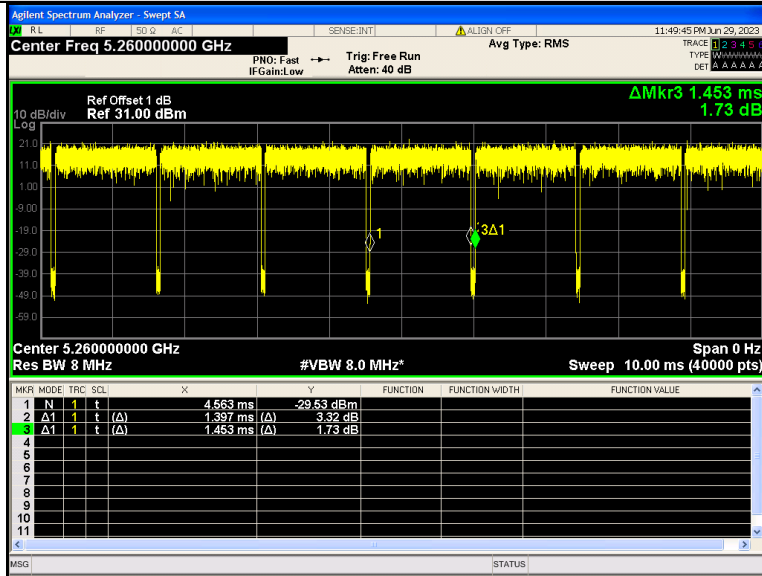 Agilent Spectrum Analyzer - Swept SA
LXI RL RF 50 Ω AC SENSE:INT ALIGN OFF 11:49:45 PM Jun 29, 2023
Center Freq 5.260000000 GHz Avg Type: RMS TRACE 1 2 3 4 5 6
PNO: Fast Trig: Free Run TYPE
IFGain:Low Atten: 40 dB DET A A A A A
ΔMkr3 1.453 ms
1.73 dB
Ref Offset 1 dB
10 dB/div Ref 31.00 dBm
Log
21.0
11.0
1.00
-9.00
-19.0
-29.0
-39.0
-49.0
-59.0
1
3Δ1
Center 5.260000000 GHz Span 0 Hz
Res BW 8 MHz #VBW 8.0 MHz* Sweep 10.00 ms (40000 pts)
MKR MODE TRC SCL X Y FUNCTION FUNCTION WIDTH FUNCTION VALUE
1 N 1 t 4.563 ms -29.53 dBm
2 Δ1 1 t (Δ) 1.397 ms (Δ) 3.32 dB
3 Δ1 1 t (Δ) 1.453 ms (Δ) 1.73 dB
4
5
6
7
8
9
10
11
MSG STATUS